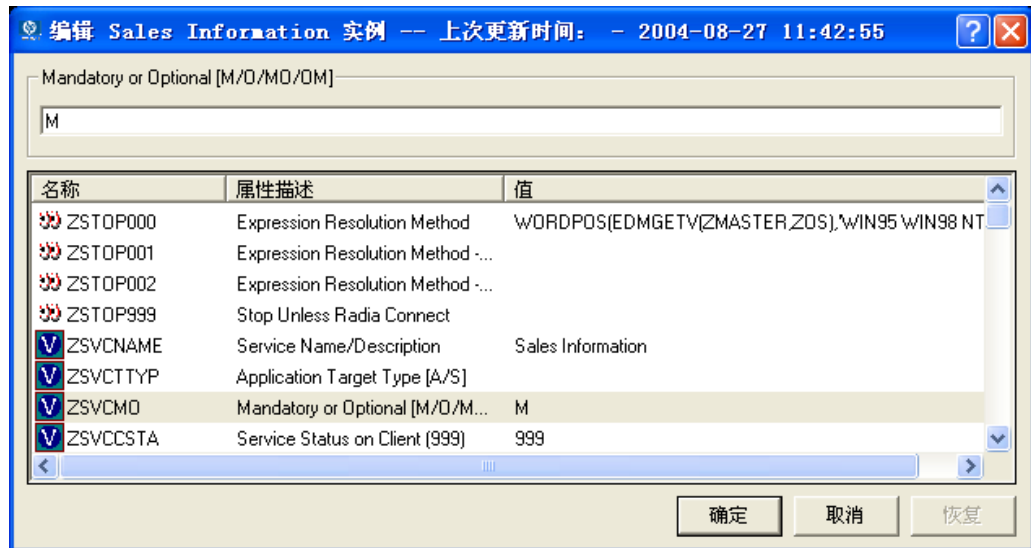 编辑 Sales Information 实例 -- 上次更新时间： - 2004-08-27 11:42:55
Mandatory or Optional [M/O/MO/OM]
M
名称 属性描述 值
ZSTOP000 Expression Resolution Method WORDPOS(EDMGETV(ZMASTER,ZOS),'WIN95 WIN98 NT
ZSTOP001 Expression Resolution Method -...
ZSTOP002 Expression Resolution Method -...
ZSTOP999 Stop Unless Radia Connect
ZSVCNAME Service Name/Description Sales Information
ZSVCTTYP Application Target Type [A/S]
ZSVCMO Mandatory or Optional [M/O/M... M
ZSVCCSTA Service Status on Client (999) 999
确定 取消 恢复